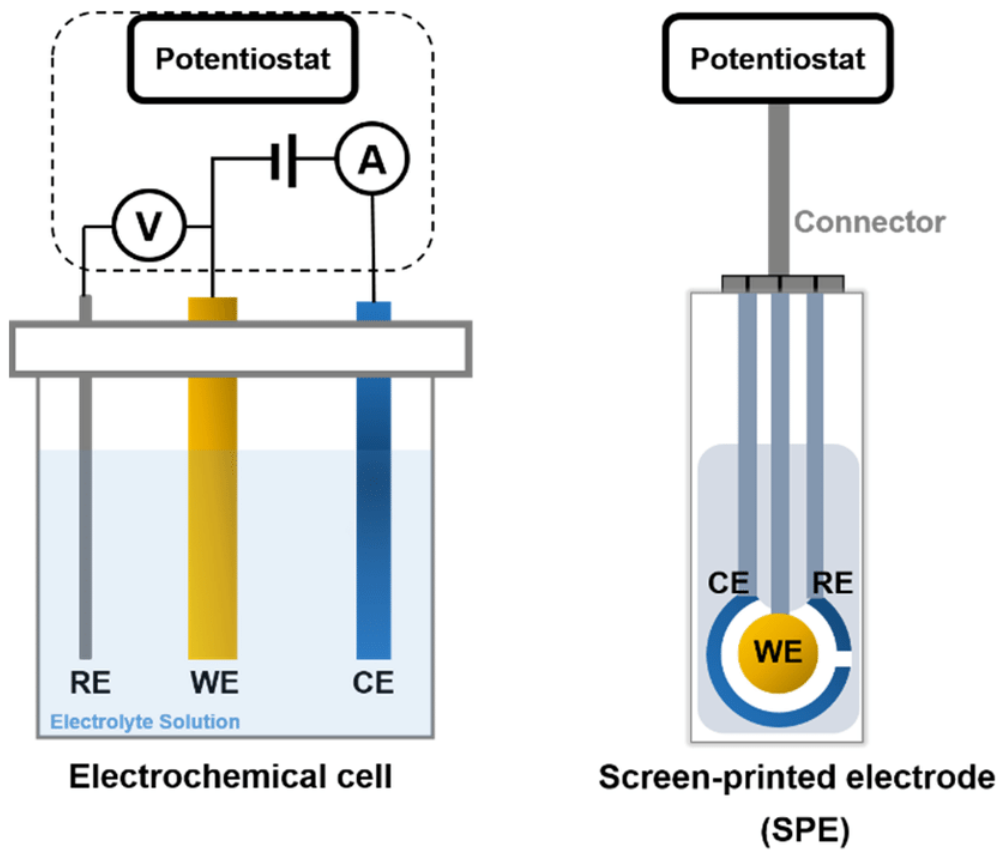 Potentiostat
A
V
RE
WE
CE
Electrolyte Solution
Electrochemical cell
Potentiostat
Connector
CE
RE
WE
Screen-printed electrode
(SPE)